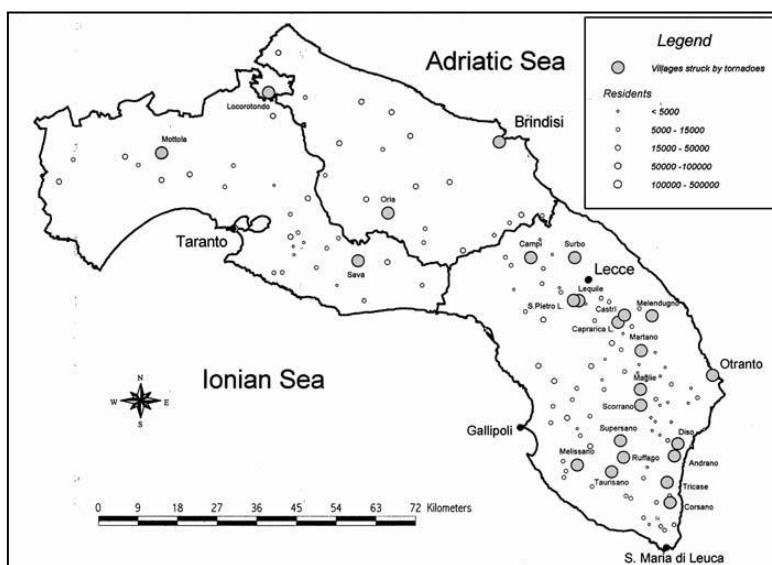 Adriatic Sea
Legend
Villages struck by tornadoes
Residents
< 5000
5000 - 15000
15000 - 50000
50000 -100000
100000 - 500000
Locorotondo
Brindisi
Mottola
Oria
Taranto
Sava
Campi
Surbo
Lecce
Lequile
S.Pietro L.
Castrì
Melendugno
Caprarica L.
Martano
Otranto
Maglie
Scorrano
Ionian Sea
N
W
E
S
Gallipoli
Supersano
Diso
Melissano
Ruffago
Andrano
Taurisano
Tricase
Corsano
0 9 18 27 36 45 54 63 72 Kilometers
S. Maria di Leuca